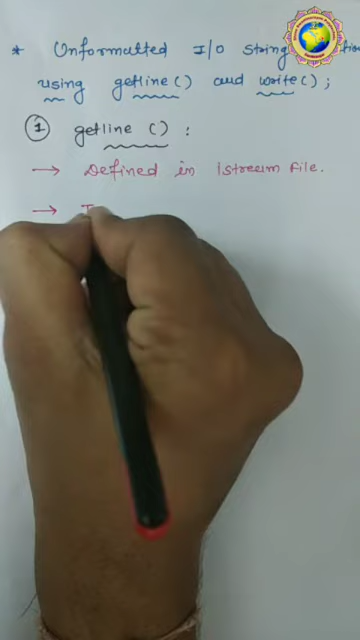 * Unformatted I/O string
using getline() and write();
① getline () :
→ Defined in istream file.
→ I